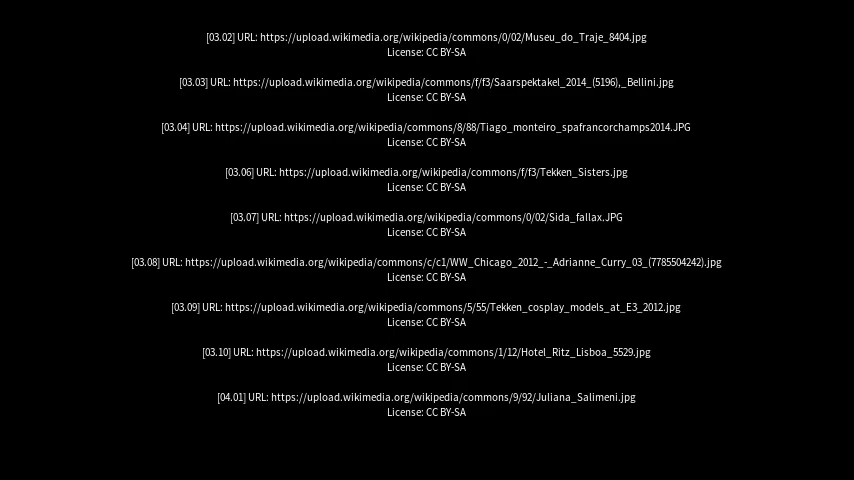 [03.02] URL: https://upload.wikimedia.org/wikipedia/commons/0/02/Museu_do_Traje_8404.jpg
License: CC BY-SA
[03.03] URL: https://upload.wikimedia.org/wikipedia/commons/f/f3/Saarspektakel_2014_(5196),_Bellini.jpg
License: CC BY-SA
[03.04] URL: https://upload.wikimedia.org/wikipedia/commons/8/88/Tiago_monteiro_spafrancorchamps2014.JPG
License: CC BY-SA
[03.06] URL: https://upload.wikimedia.org/wikipedia/commons/f/f3/Tekken_Sisters.jpg
License: CC BY-SA
[03.07] URL: https://upload.wikimedia.org/wikipedia/commons/0/02/Sida_fallax.JPG
License: CC BY-SA
[03.08] URL: https://upload.wikimedia.org/wikipedia/commons/c/c1/WW_Chicago_2012_-_Adrianne_Curry_03_(7785504242).jpg
License: CC BY-SA
[03.09] URL: https://upload.wikimedia.org/wikipedia/commons/5/55/Tekken_cosplay_models_at_E3_2012.jpg
License: CC BY-SA
[03.10] URL: https://upload.wikimedia.org/wikipedia/commons/1/12/Hotel_Ritz_Lisboa_5529.jpg
License: CC BY-SA
[04.01] URL: https://upload.wikimedia.org/wikipedia/commons/9/92/Juliana_Salimeni.jpg
License: CC BY-SA